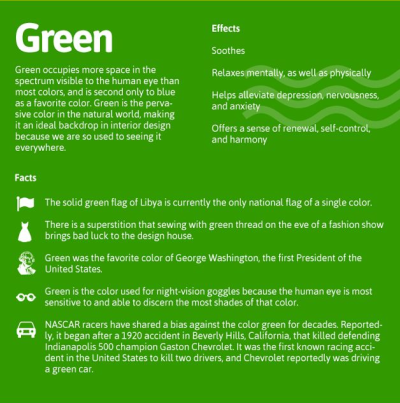 Green
Green occupies more space in the
spectrum visible to the human eye than
most colors, and is second only to blue
as a favorite color. Green is the perva-
sive color in the natural world, making
it an ideal backdrop in interior design
because we are so used to seeing it
everywhere.
Effects
Soothes
Relaxes mentally, as well as physically
Helps alleviate depression, nervousness,
and anxiety
Offers a sense of renewal, self-control,
and harmony
Facts
The solid green flag of Libya is currently the only national flag of a single color.
There is a superstition that sewing with green thread on the eve of a fashion show
brings bad luck to the design house.
Green was the favorite color of George Washington, the first President of the
United States.
Green is the color used for night-vision goggles because the human eye is most
sensitive to and able to discern the most shades of that color.
NASCAR racers have shared a bias against the color green for decades. Reported-
ly, it began after a 1920 accident in Beverly Hills, California, that killed defending
Indianapolis 500 champion Gaston Chevrolet. It was the first known racing acci-
dent in the United States to kill two drivers, and Chevrolet reportedly was driving
a green car.